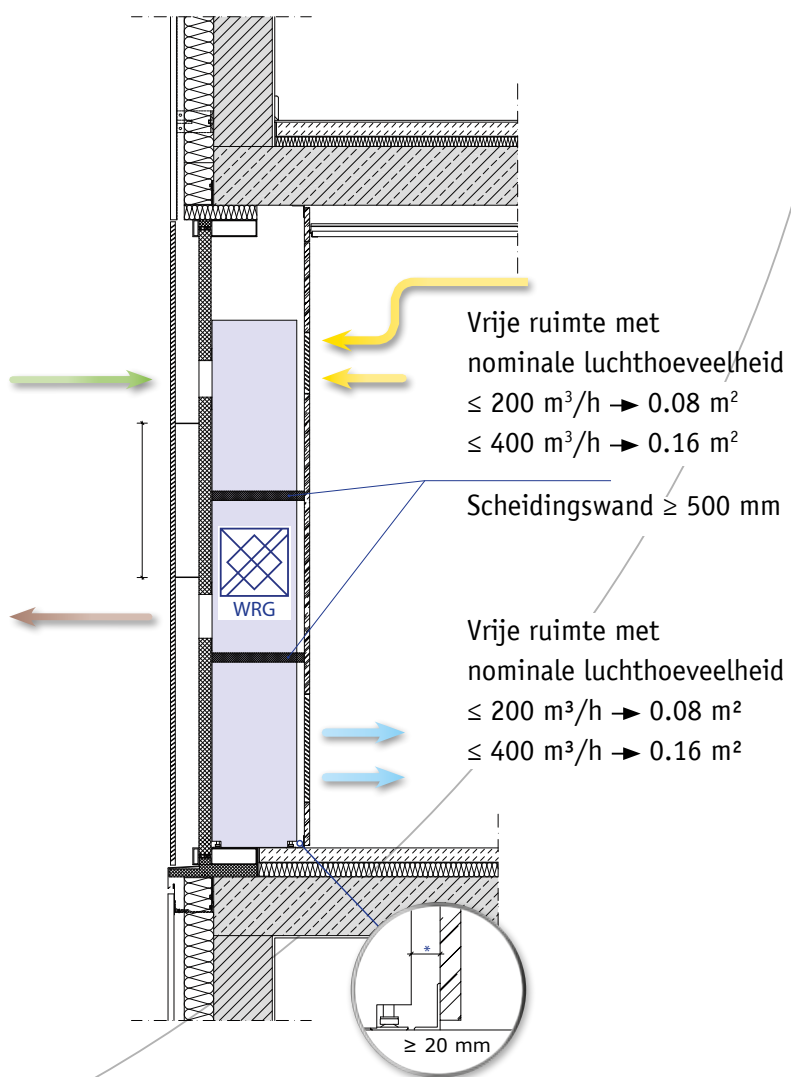 Vrije ruimte met
nominale luchthoeveelheid
≤ 200 m³/h → 0.08 m²
≤ 400 m³/h → 0.16 m²
Scheidingswand ≥ 500 mm
WRG
Vrije ruimte met
nominale luchthoeveelheid
≤ 200 m³/h → 0.08 m²
≤ 400 m³/h → 0.16 m²
*
≥ 20 mm